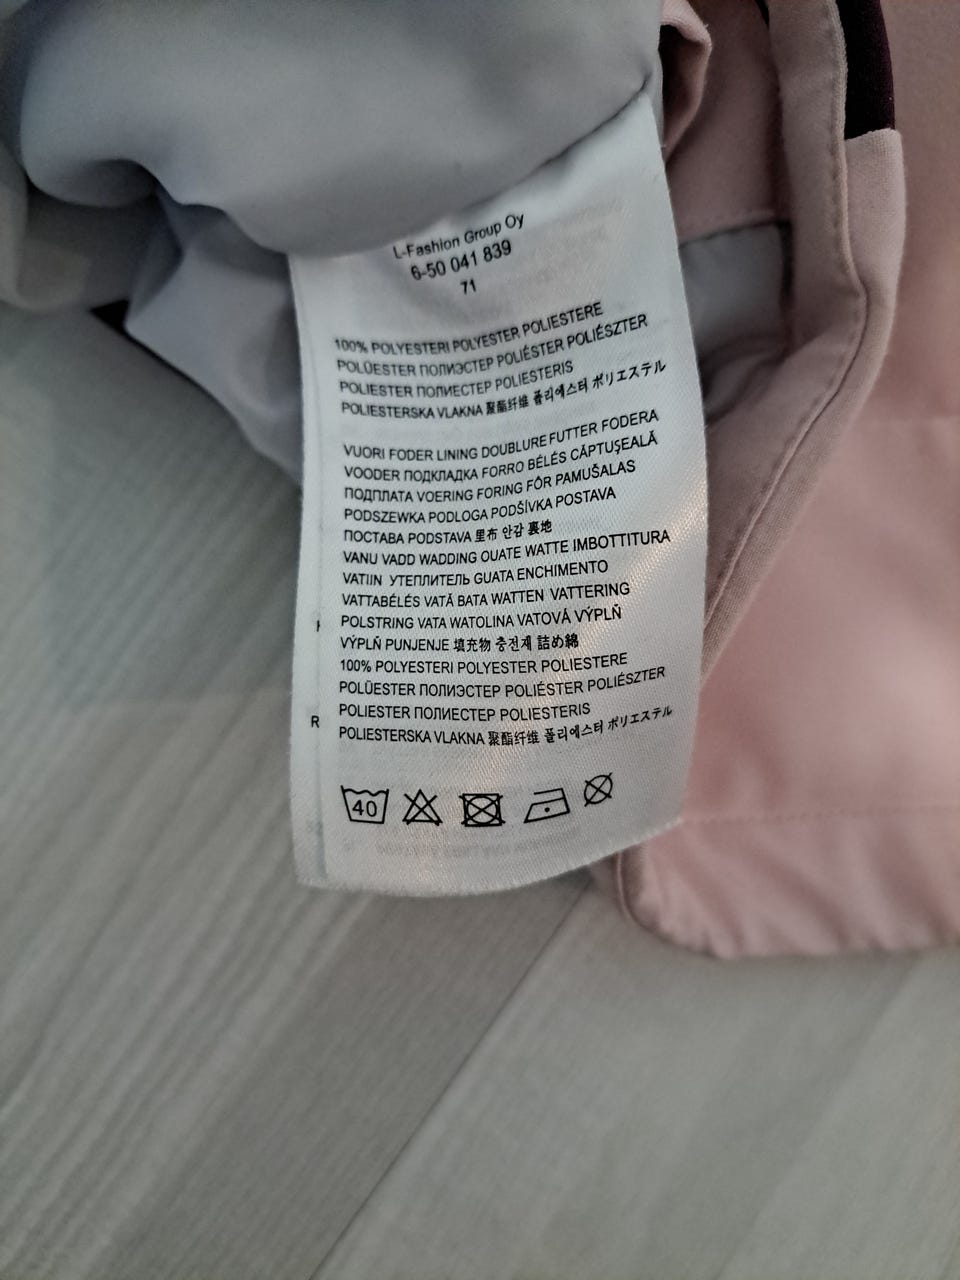 L-Fashion Group Oy
6-50 041 839
71
100% POLYESTERI POLYESTER POLIESTERE
POLÜESTER ПОЛИЭСТЕР POLIÉSTER POLIÉSZTER
POLIESTER ПОЛИЕСТЕР POLIESTERIS
POLIESTERSKA VLAKNA 聚酯纤维 폴리에스터 ポリエステル
VUORI FODER LINING DOUBLURE FUTTER FODERA
VOODER ПОДКЛАДКА FORRO BÉLÉS CĂPTUŞEALĂ
ПОДПЛАТА VOERING FORING FÔR PAMUŠALAS
PODSZEWKA PODLOGA PODŠÍVKA POSTAVA
ПОСТАВА PODSTAVA 里布 안감 裏地
VANU VADD WADDING OUATE WATTE IMBOTTITURA
VATIIN УТЕПЛИТЕЛЬ GUATA ENCHIMENTO
VATTABÉLÉS VATĂ BATA WATTEN VATTERING
POLSTRING VATA WATOLINA VATOVÁ VÝPLŇ
VÝPLŇ PUNJENJE 填充物 충전재 詰め綿
100% POLYESTERI POLYESTER POLIESTERE
POLÜESTER ПОЛИЭСТЕР POLIÉSTER POLIÉSZTER
POLIESTER ПОЛИЕСТЕР POLIESTERIS
POLIESTERSKA VLAKNA 聚酯纤维 폴리에스터 ポリエステル
40